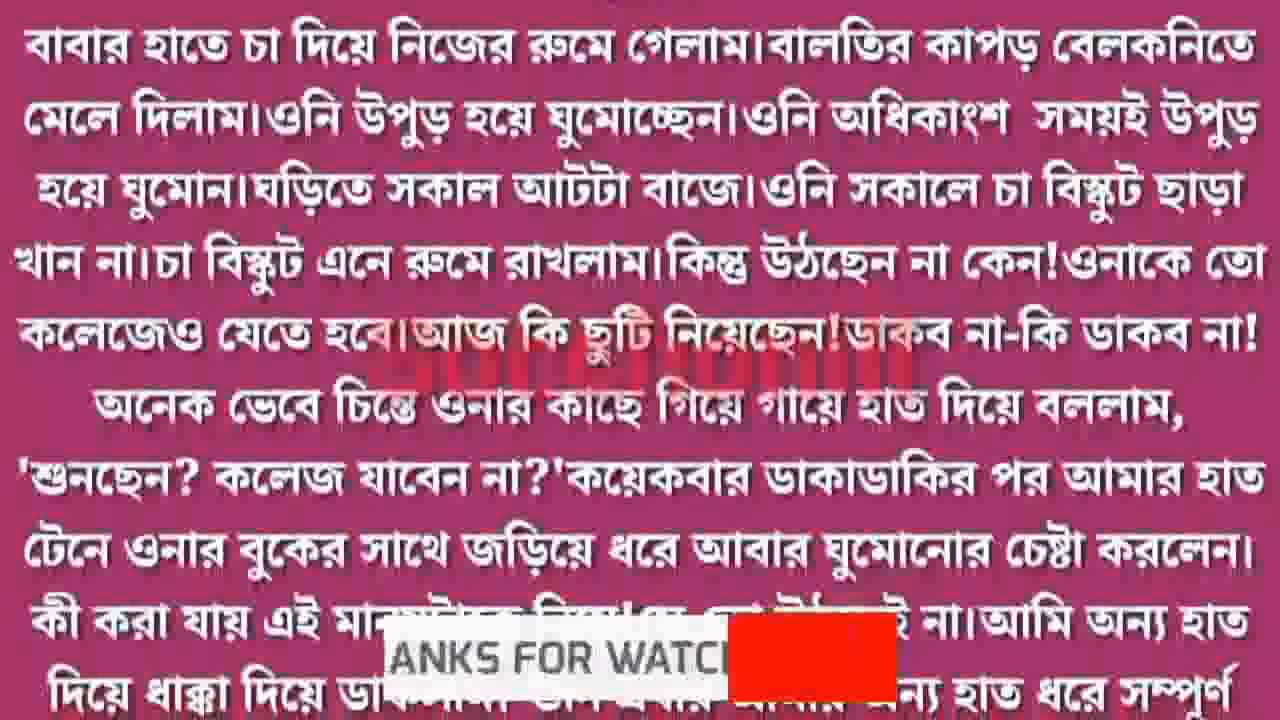 বাবার হাতে চা দিয়ে নিজের রুমে গেলাম।বালতির কাপড় বেলকনিতে
মেলে দিলাম।ওনি উপুড় হয়ে ঘুমোচ্ছেন।ওনি অধিকাংশ সময়ই উপুড়
হয়ে ঘুমোন।ঘড়িতে সকাল আটটা বাজে।ওনি সকালে চা বিস্কুট ছাড়া
খান না।চা বিস্কুট এনে রুমে রাখলাম।কিন্তু উঠছেন না কেন!ওনাকে তো
কলেজেও যেতে হবে।আজ কি ছুটি নিয়েছেন!ডাকব না-কি ডাকব না!
অনেক ভেবে চিন্তে ওনার কাছে গিয়ে গায়ে হাত দিয়ে বললাম,
'শুনছেন? কলেজ যাবেন না?'কয়েকবার ডাকাডাকির পর আমার হাত
টেনে ওনার বুকের সাথে জড়িয়ে ধরে আবার ঘুমোনোর চেষ্টা করলেন।
কী করা যায় এই না।আমি অন্য হাত
ANKS FOR WATC
দিয়ে ধাক্কা দিয়ে হাত ধরে সম্পূর্ণ